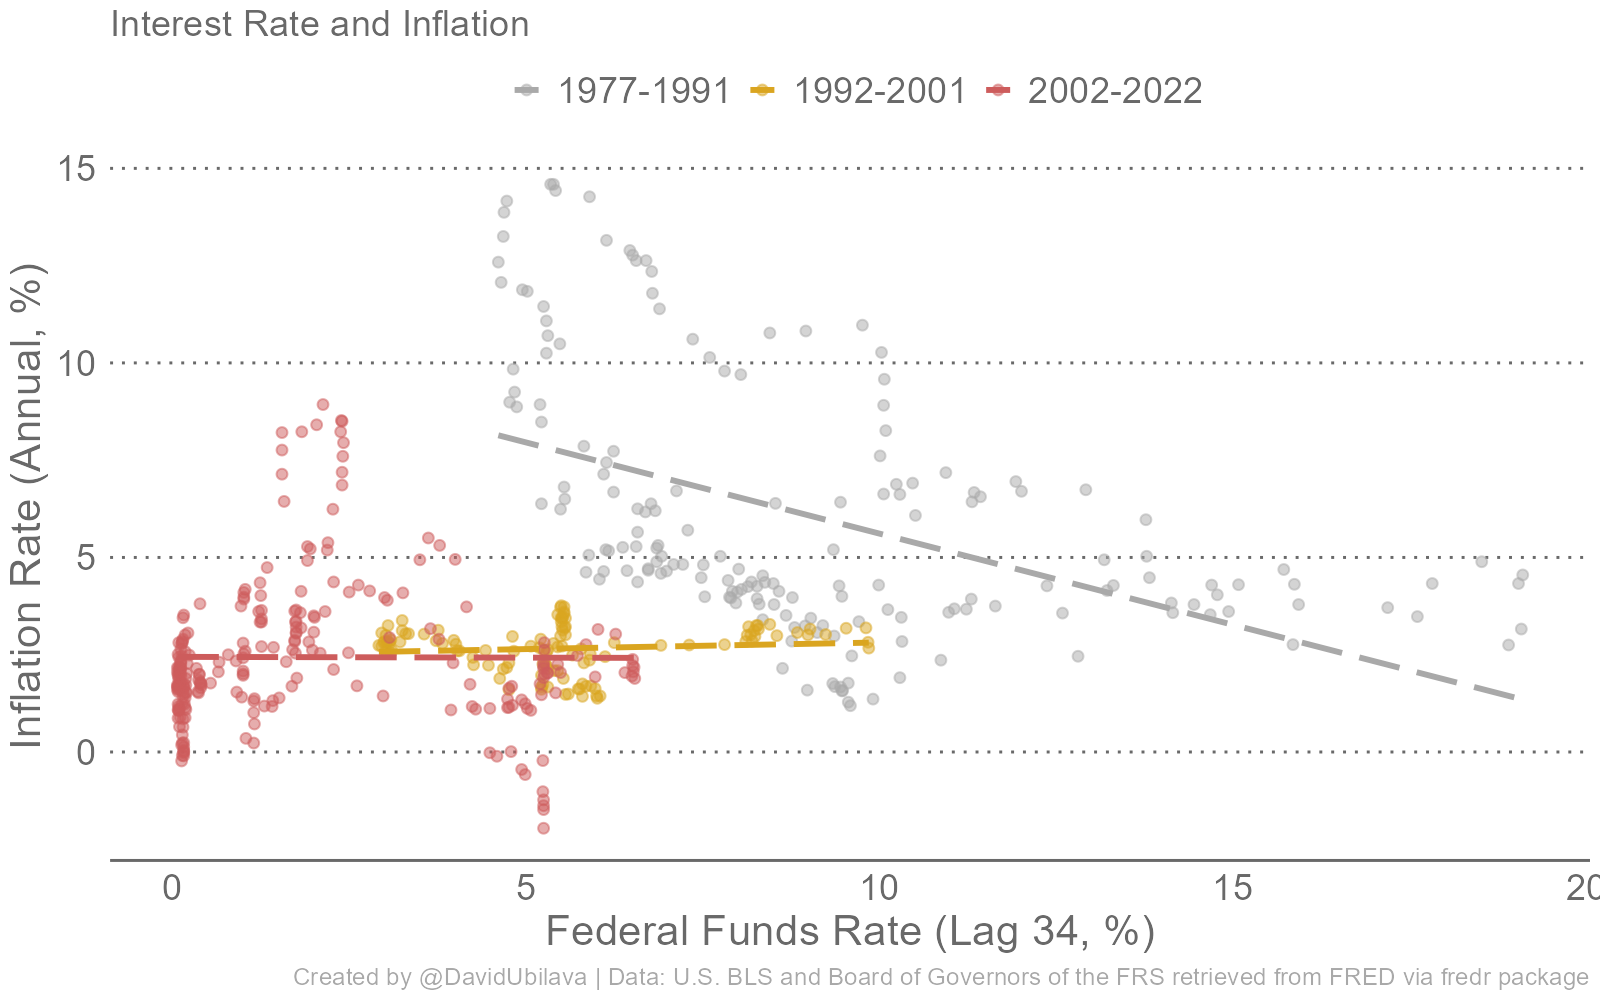 Interest Rate and Inflation
1977-1991 1992-2001 2002-2022
15
10
5
0
Inflation Rate (Annual, %)
0 5 10 15 20
Federal Funds Rate (Lag 34, %)
Created by @DavidUbilava | Data: U.S. BLS and Board of Governors of the FRS retrieved from FRED via fredr package